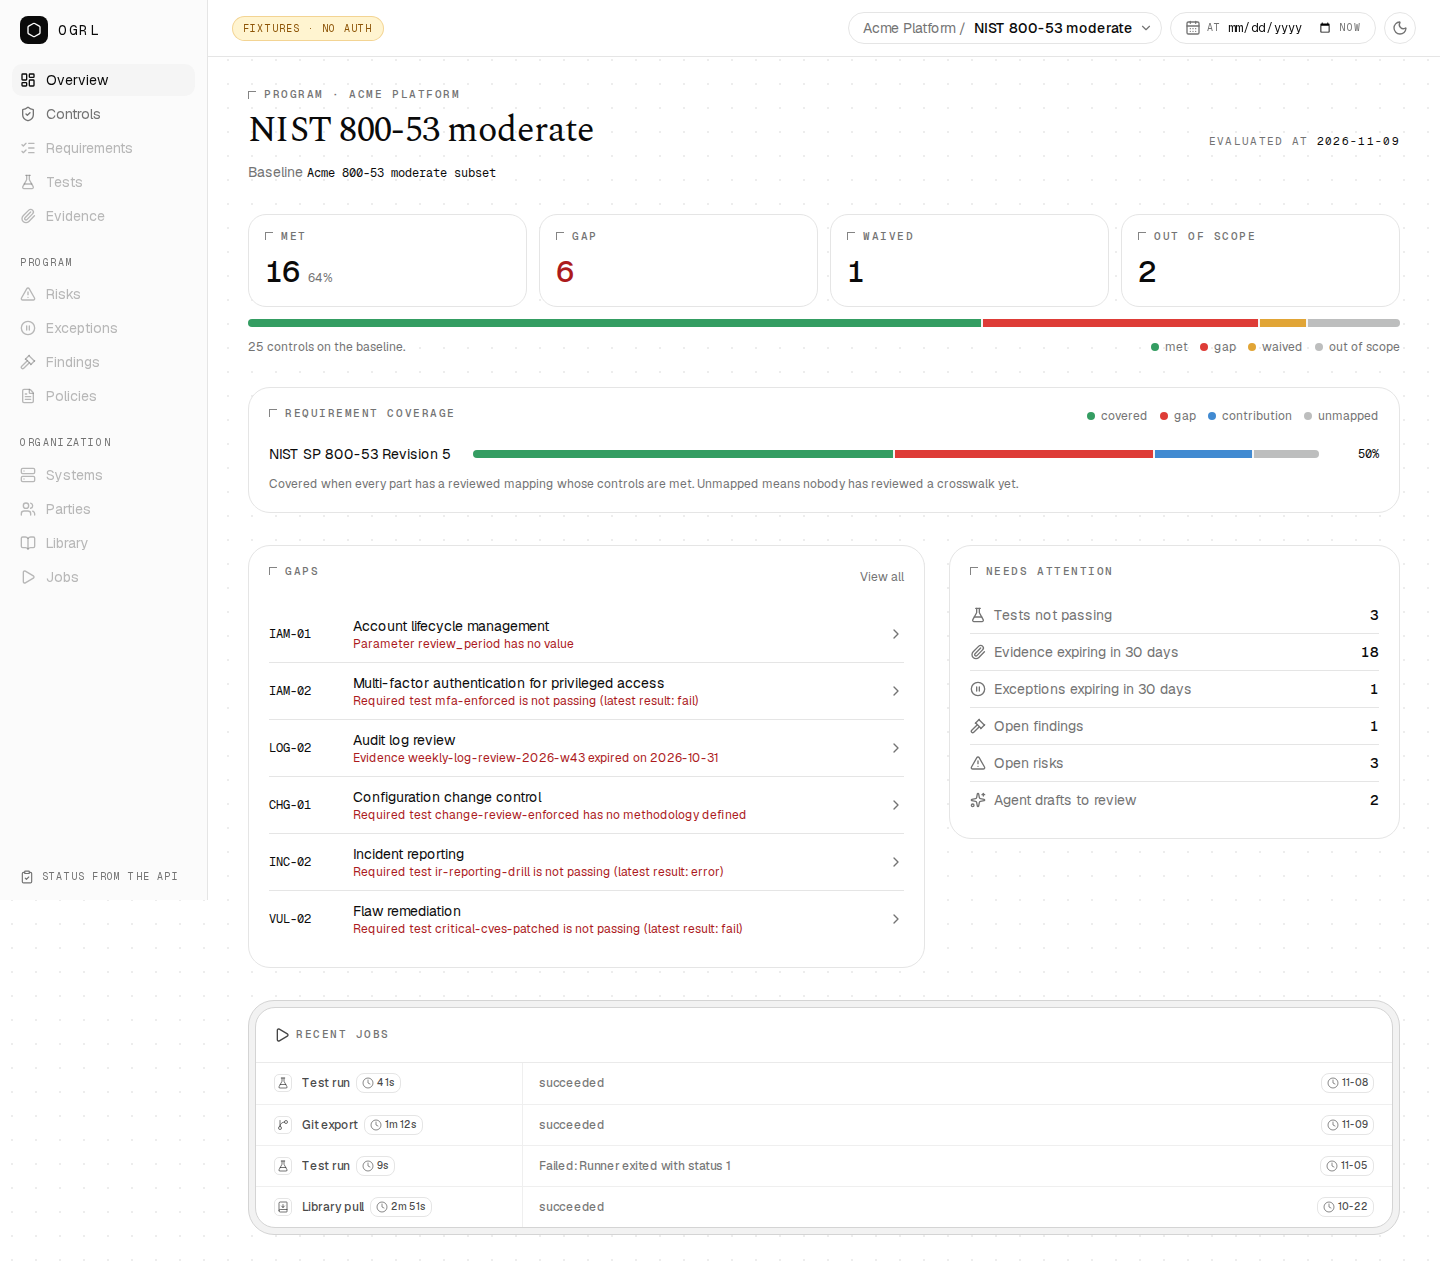 OGRL
FIXTURES · NO AUTH
Acme Platform / NIST 800-53 moderate
AT mm/dd/yyyy NOW
Overview
Controls
Requirements
Tests
Evidence
PROGRAM
Risks
Exceptions
Findings
Policies
ORGANIZATION
Systems
Parties
Library
Jobs
STATUS FROM THE API
PROGRAM · ACME PLATFORM
NIST 800-53 moderate
EVALUATED AT 2026-11-09
Baseline Acme 800-53 moderate subset
MET
16 64%
GAP
6
WAIVED
1
OUT OF SCOPE
2
25 controls on the baseline.
met gap waived out of scope
REQUIREMENT COVERAGE
covered gap contribution unmapped
NIST SP 800-53 Revision 5 50%
Covered when every part has a reviewed mapping whose controls are met. Unmapped means nobody has reviewed a crosswalk yet.
GAPS
View all
IAM-01 Account lifecycle management
Parameter review_period has no value
IAM-02 Multi-factor authentication for privileged access
Required test mfa-enforced is not passing (latest result: fail)
LOG-02 Audit log review
Evidence weekly-log-review-2026-w43 expired on 2026-10-31
CHG-01 Configuration change control
Required test change-review-enforced has no methodology defined
INC-02 Incident reporting
Required test ir-reporting-drill is not passing (latest result: error)
VUL-02 Flaw remediation
Required test critical-cves-patched is not passing (latest result: fail)
NEEDS ATTENTION
Tests not passing 3
Evidence expiring in 30 days 18
Exceptions expiring in 30 days 1
Open findings 1
Open risks 3
Agent drafts to review 2
RECENT JOBS
Test run 41s succeeded 11-08
Git export 1m 12s succeeded 11-09
Test run 9s Failed: Runner exited with status 1 11-05
Library pull 2m 51s succeeded 10-22